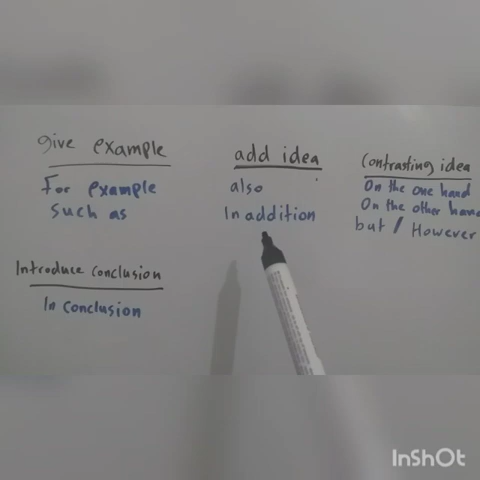 give example
For example
such as
add idea
also
In addition
Contrasting idea
On the one hand
On the other hand
but / However
Introduce conclusion
In conclusion
InShOt